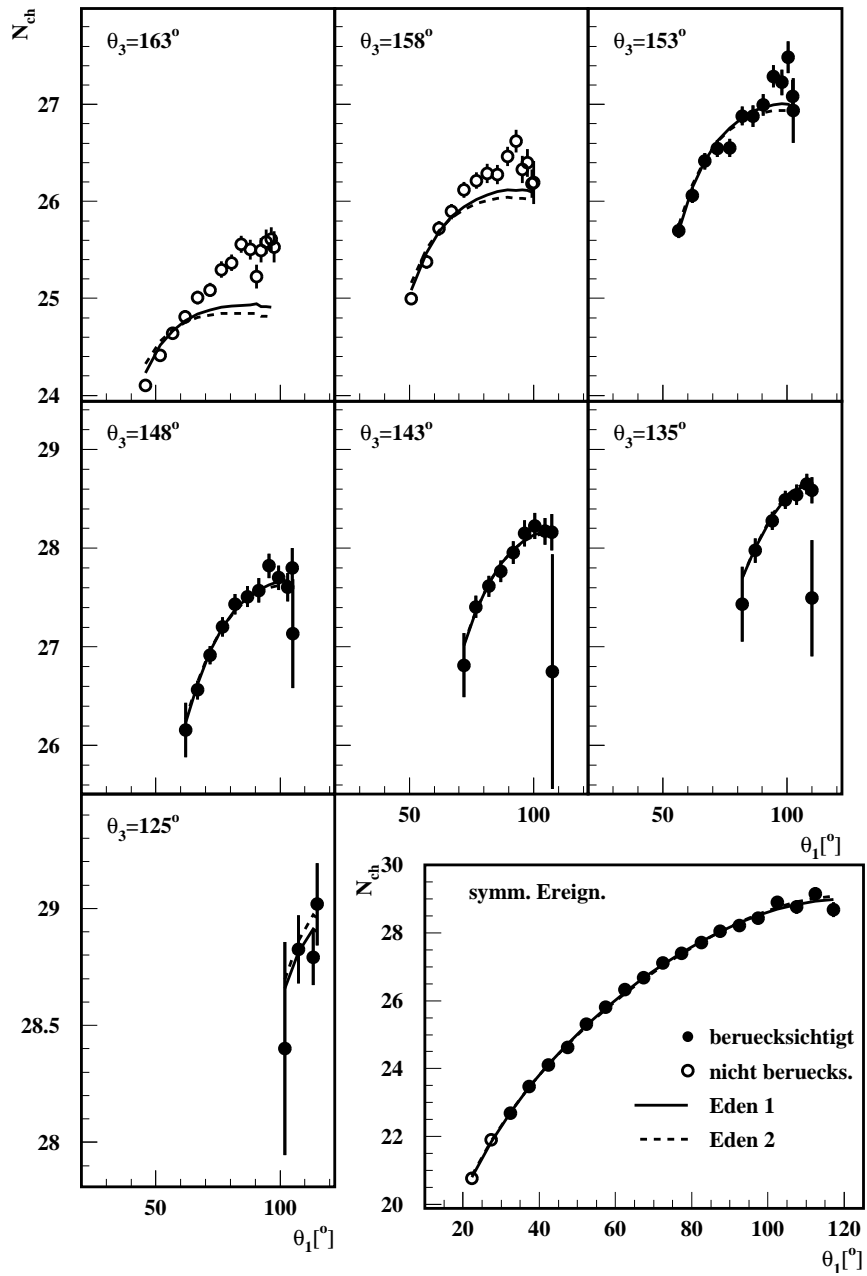 N_ch
θ_3=163°
θ_3=158°
θ_3=153°
27
26
25
24
θ_3=148°
θ_3=143°
θ_3=135°
29
28
27
26
50
100
50
100
θ_1[°]
θ_3=125°
29
28.5
28
50
100
θ_1[°]
N_ch
symm. Ereign.
30
28
26
24
22
20
beruecksichtigt
nicht beruecks.
Eden 1
Eden 2
20
40
60
80
100
120
θ_1[°]